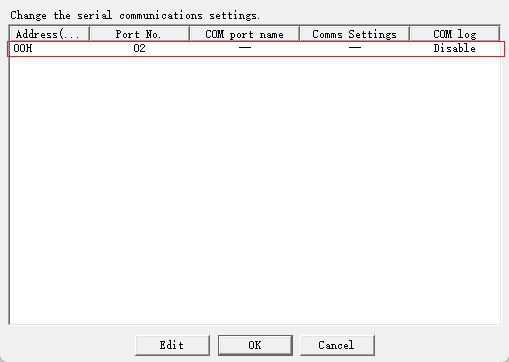 Change the serial communications settings.
Address(... Port No. COM port name Comms Settings COM log
00H 02 —— —— Disable
Edit OK Cancel